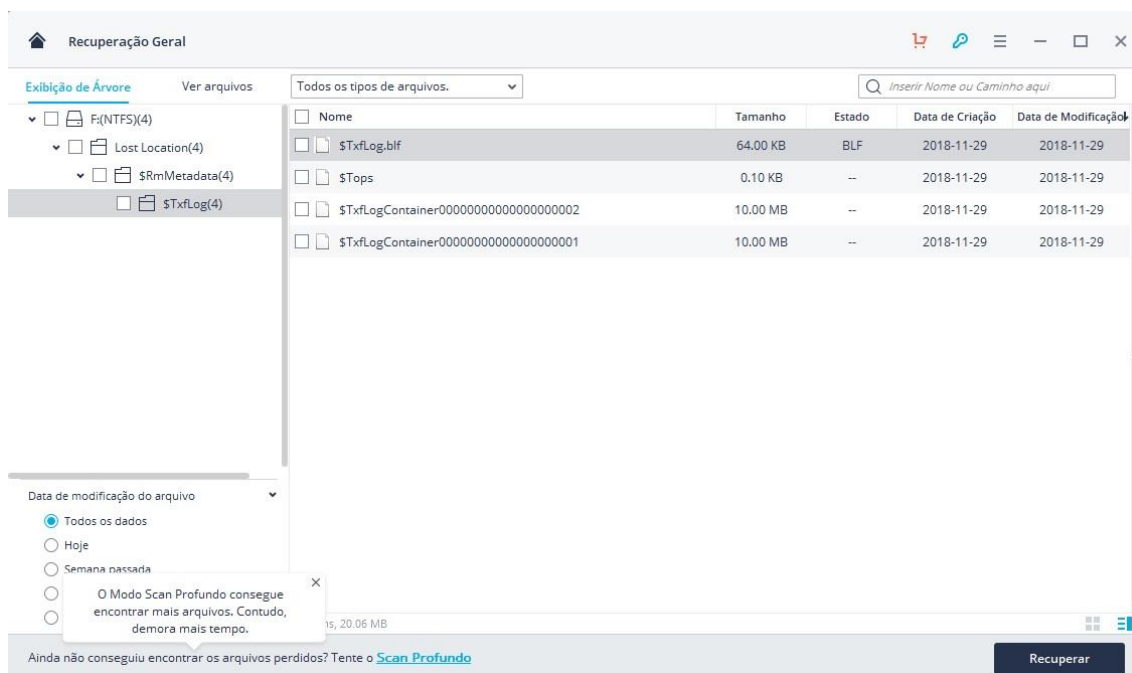 Recuperação Geral
Exibição de Árvore
Ver arquivos
Todos os tipos de arquivos.
Inserir Nome ou Caminho aqui
F:(NTFS)(4)
Lost Location(4)
$RmMetadata(4)
$TxfLog(4)
Nome Tamanho Estado Data de Criação Data de Modificação
$TxfLog.blf 64.00 KB BLF 2018-11-29 2018-11-29
$Tops 0.10 KB -- 2018-11-29 2018-11-29
$TxfLogContainer00000000000000000002 10.00 MB -- 2018-11-29 2018-11-29
$TxfLogContainer00000000000000000001 10.00 MB -- 2018-11-29 2018-11-29
Data de modificação do arquivo
Todos os dados
Hoje
Semana passada
O Modo Scan Profundo consegue
encontrar mais arquivos. Contudo,
demora mais tempo.
20.06 MB
Ainda não conseguiu encontrar os arquivos perdidos? Tente o Scan Profundo
Recuperar